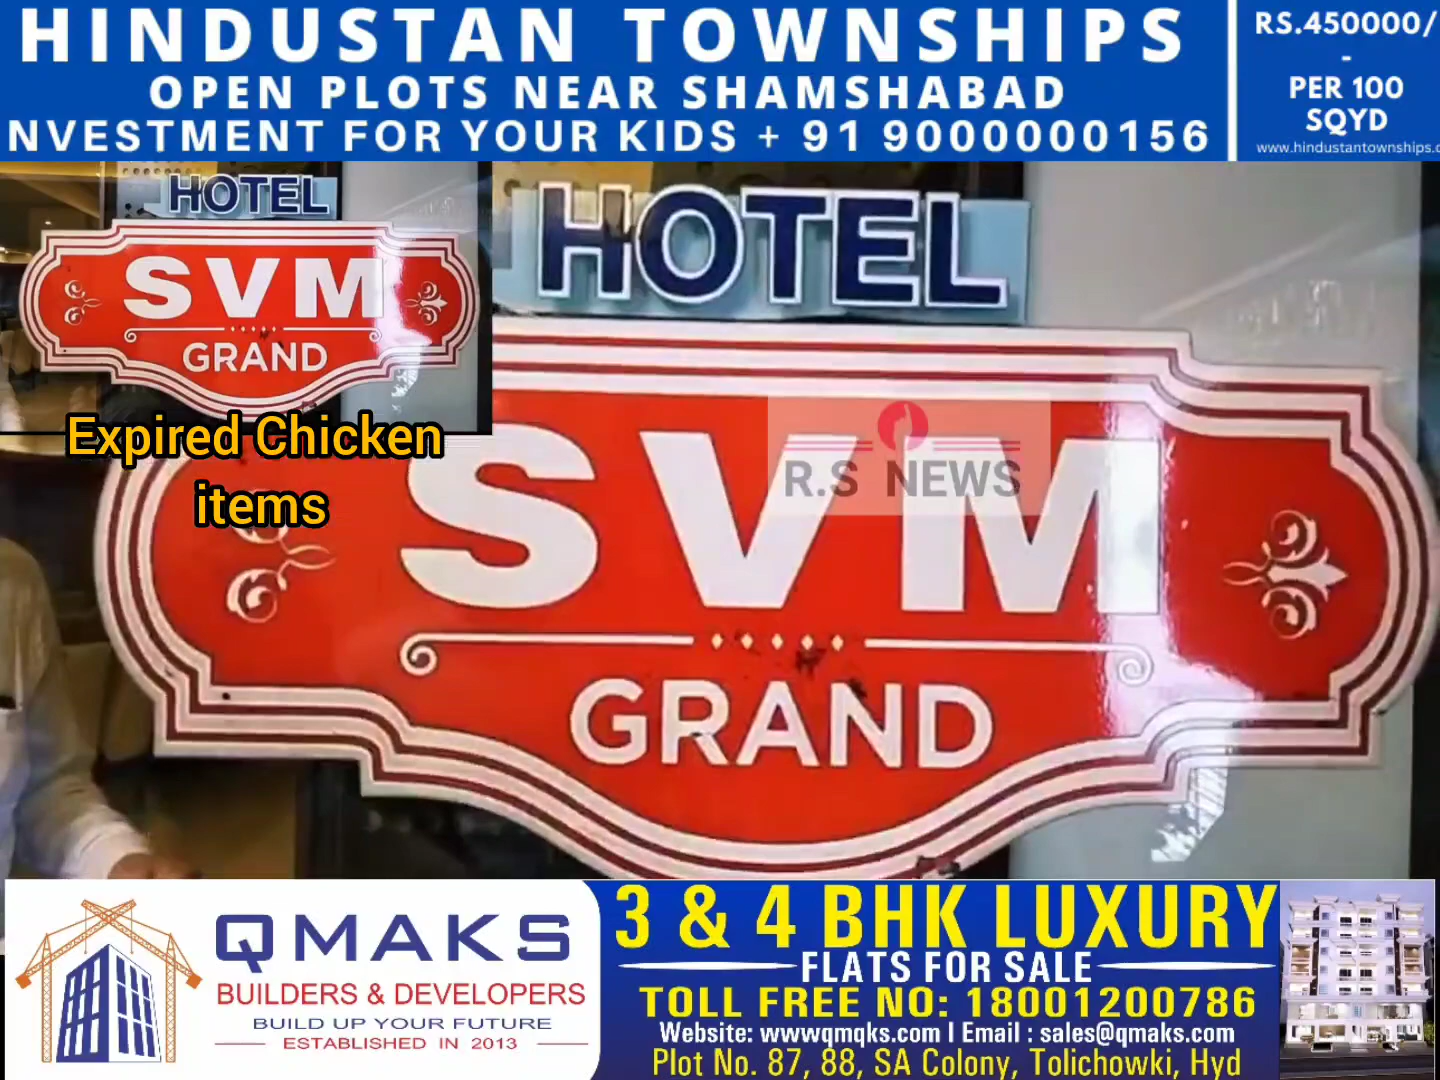 HINDUSTAN TOWNSHIPS
OPEN PLOTS NEAR SHAMSHABAD
NVESTMENT FOR YOUR KIDS + 91 9000000156
RS.450000/
-
PER 100
SQYD
www.hindustantownships.c
HOTEL
SVM
GRAND
Expired Chicken
items
HOTEL
SVM
GRAND
R.S NEWS
QMAKS
BUILDERS & DEVELOPERS
BUILD UP YOUR FUTURE
ESTABLISHED IN 2013
3 & 4 BHK LUXURY
FLATS FOR SALE
TOLL FREE NO: 18001200786
Website: wwwqmqks.com I Email : sales@qmaks.com
Plot No. 87, 88, SA Colony, Tolichowki, Hyd